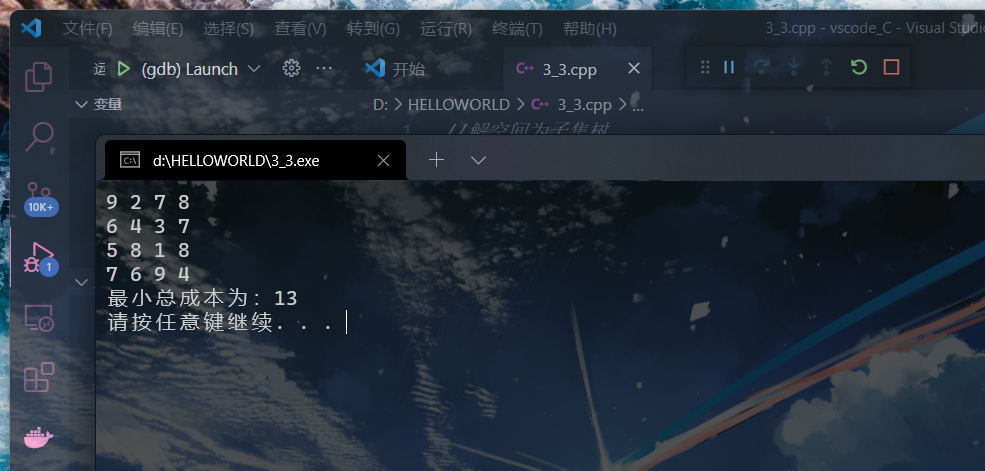 文件(F) 编辑(E) 选择(S) 查看(V) 转到(G) 运行(R) 终端(T) 帮助(H) 3_3.cpp - vscode_C - Visual Studi
运 (gdb) Launch ··· 开始 C++ 3_3.cpp
变量 D: > HELLOWORLD > C++ 3_3.cpp > ...
1 //解空间为子集树
d:\HELLOWORLD\3_3.exe
9 2 7 8
6 4 3 7
5 8 1 8
7 6 9 4
最小总成本为: 13
请按任意键继续. . .
10K+
1